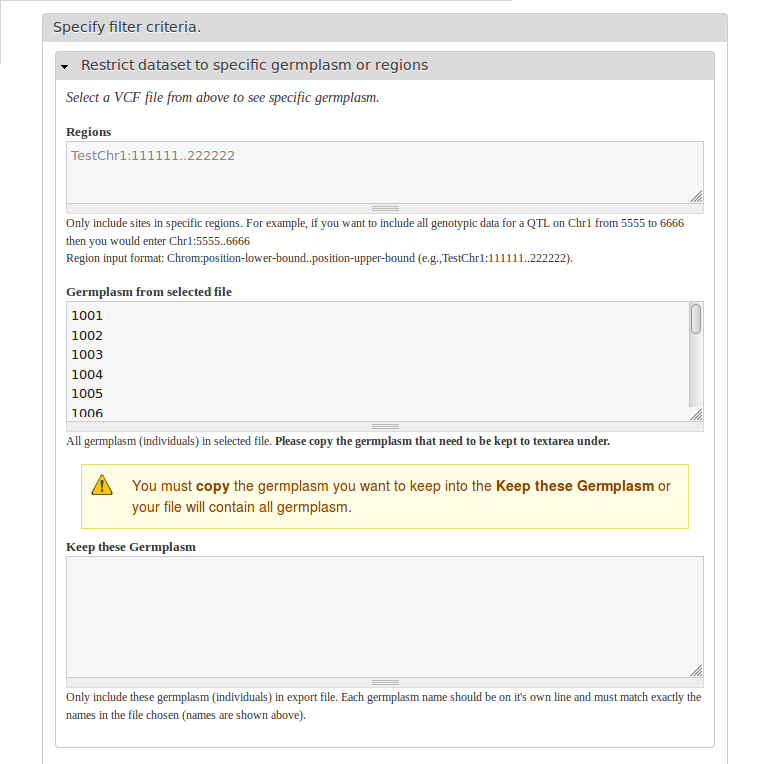 Specify filter criteria.
Restrict dataset to specific germplasm or regions
Select a VCF file from above to see specific germplasm.
Regions
TestChr1:111111..222222
Only include sites in specific regions. For example, if you want to include all genotypic data for a QTL on Chr1 from 5555 to 6666
then you would enter Chr1:5555..6666
Region input format: Chrom:position-lower-bound..position-upper-bound (e.g.,TestChr1:111111..222222).
Germplasm from selected file
1001
1002
1003
1004
1005
1006
All germplasm (individuals) in selected file. Please copy the germplasm that need to be kept to textarea under.
You must copy the germplasm you want to keep into the Keep these Germplasm or
your file will contain all germplasm.
Keep these Germplasm
Only include these germplasm (individuals) in export file. Each germplasm name should be on it's own line and must match exactly the
names in the file chosen (names are shown above).